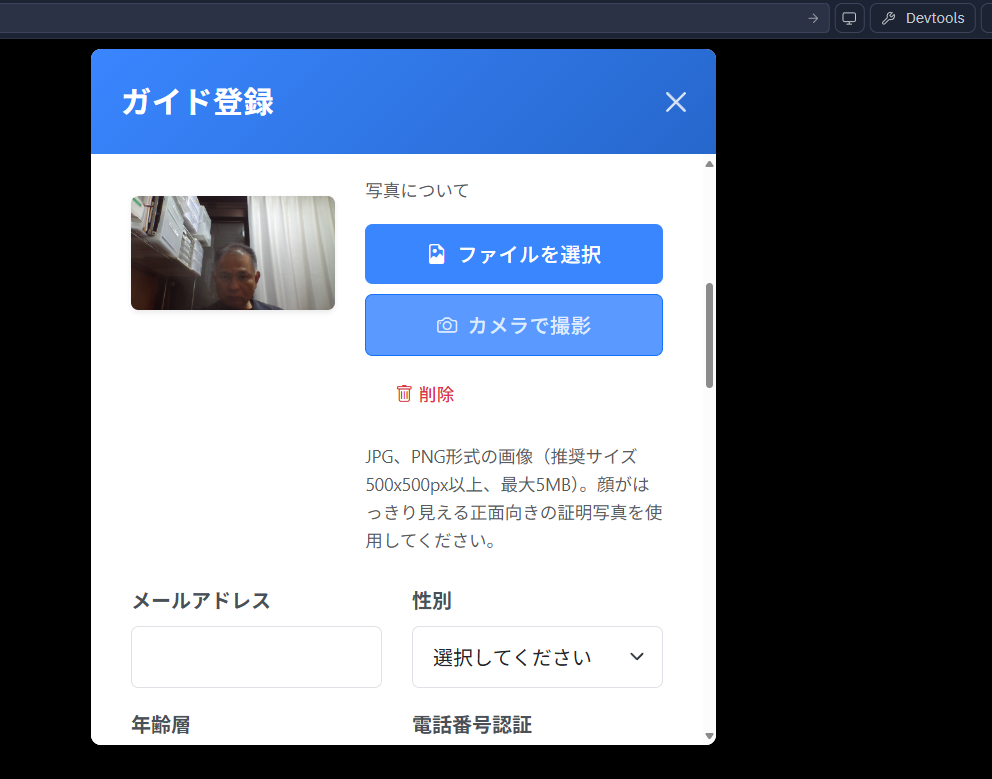 Devtools
ガイド登録
写真について
ファイルを選択
カメラで撮影
削除
JPG、PNG形式の画像（推奨サイズ
500x500px以上、最大5MB）。顔がは
っきり見える正面向きの証明写真を使
用してください。
メールアドレス
性別
選択してください
年齢層
電話番号認証